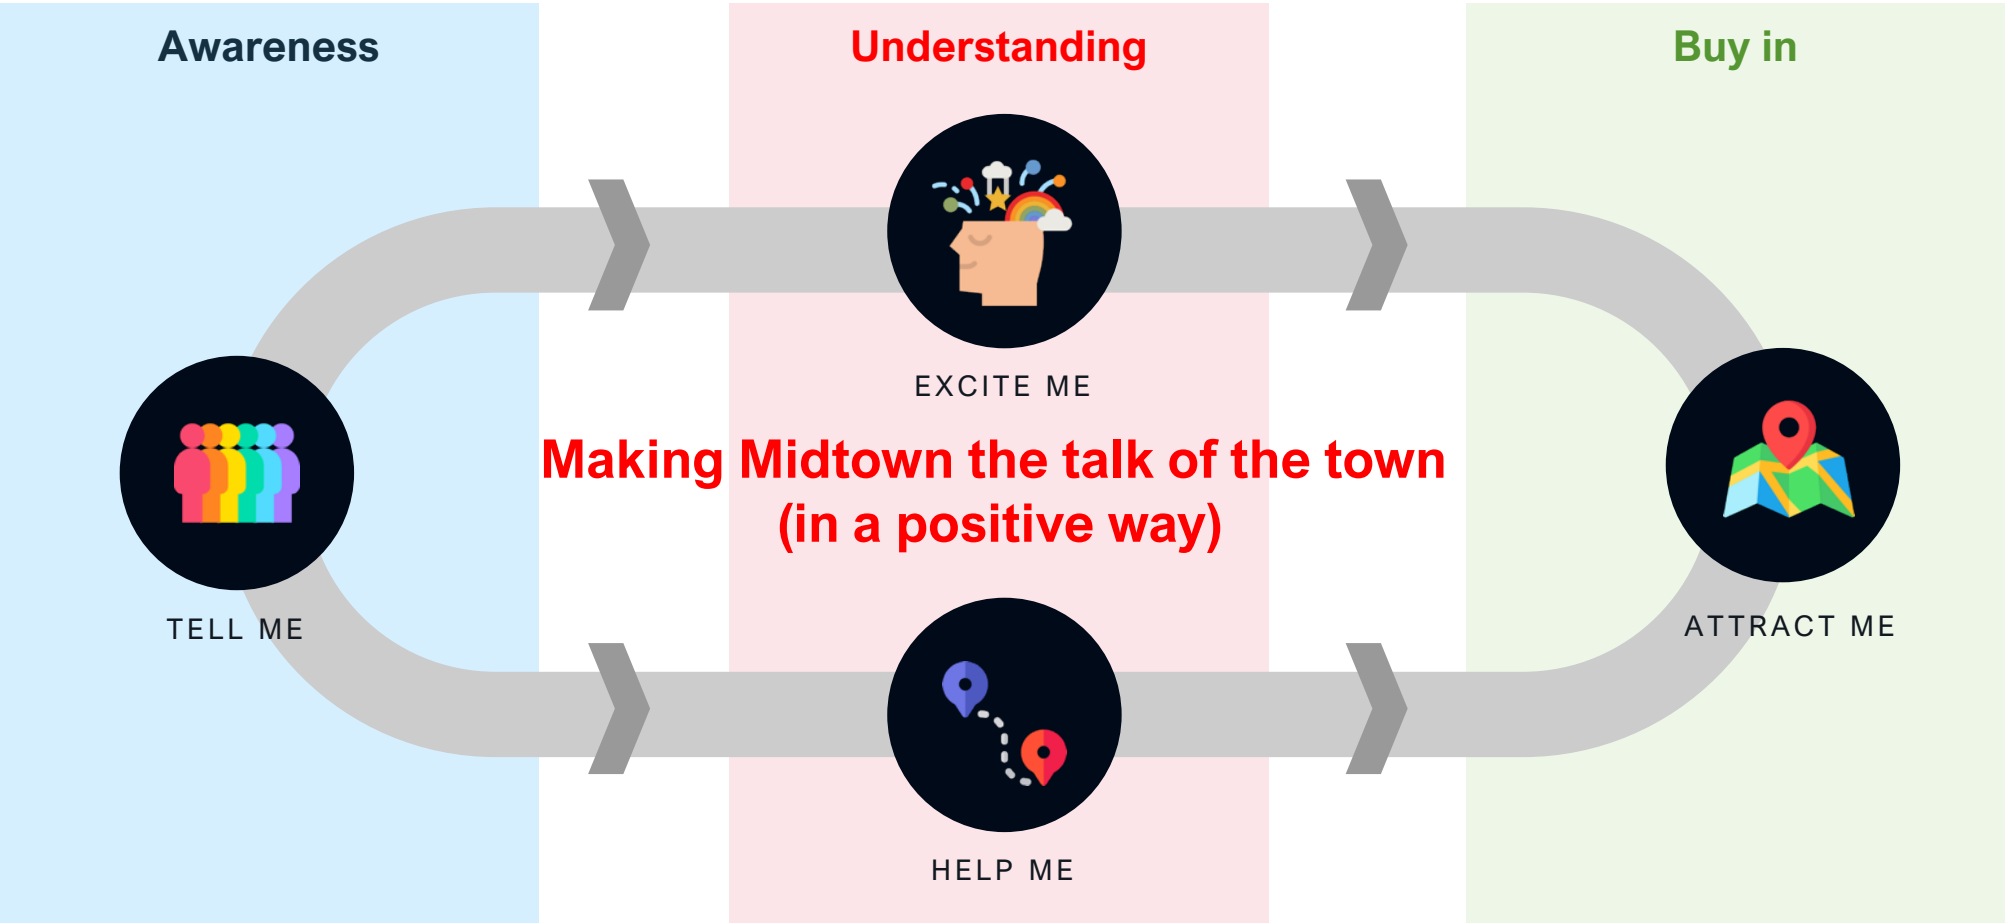 Awareness
Understanding
Buy in
EXCITE ME
Making Midtown the talk of the town
(in a positive way)
TELL ME
ATTRACT ME
HELP ME